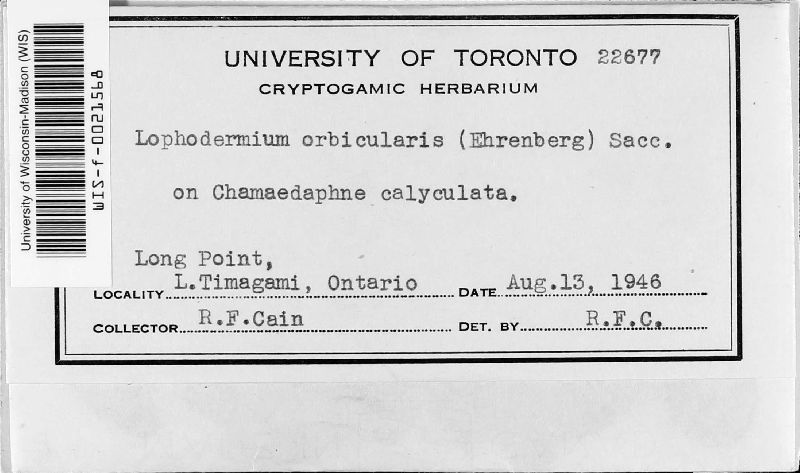 University of Wisconsin-Madison (WIS)
WIS-f-0021568
UNIVERSITY OF TORONTO 22677
CRYPTOGAMIC HERBARIUM
Lophodermium orbicularis (Ehrenberg) Sacc.
on Chamaedaphne calyculata.
Long Point,
LOCALITY L.Timagami, Ontario DATE Aug.13, 1946
COLLECTOR R.F.Cain DET. BY R.F.C.